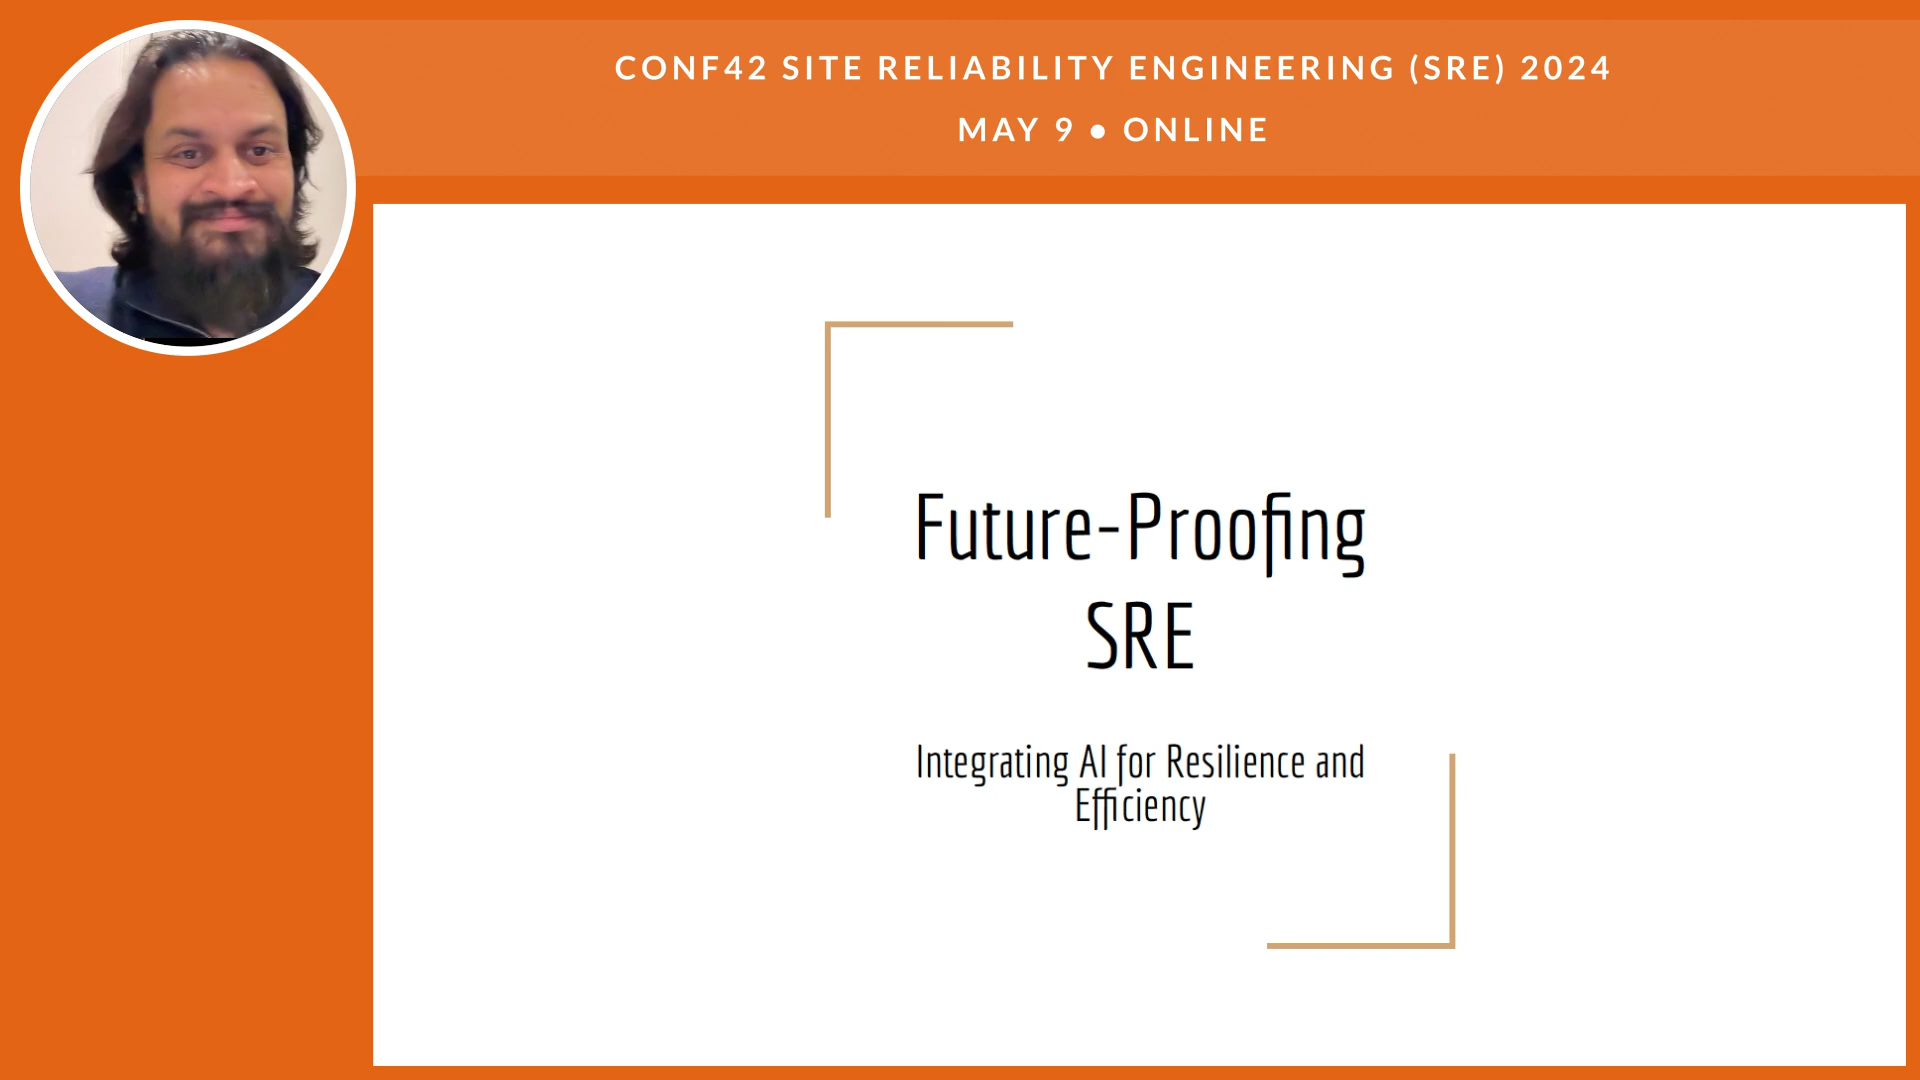 CONF42 SITE RELIABILITY ENGINEERING (SRE) 2024
MAY 9 • ONLINE
Future-Proofing
SRE
Integrating AI for Resilience and
Efficiency